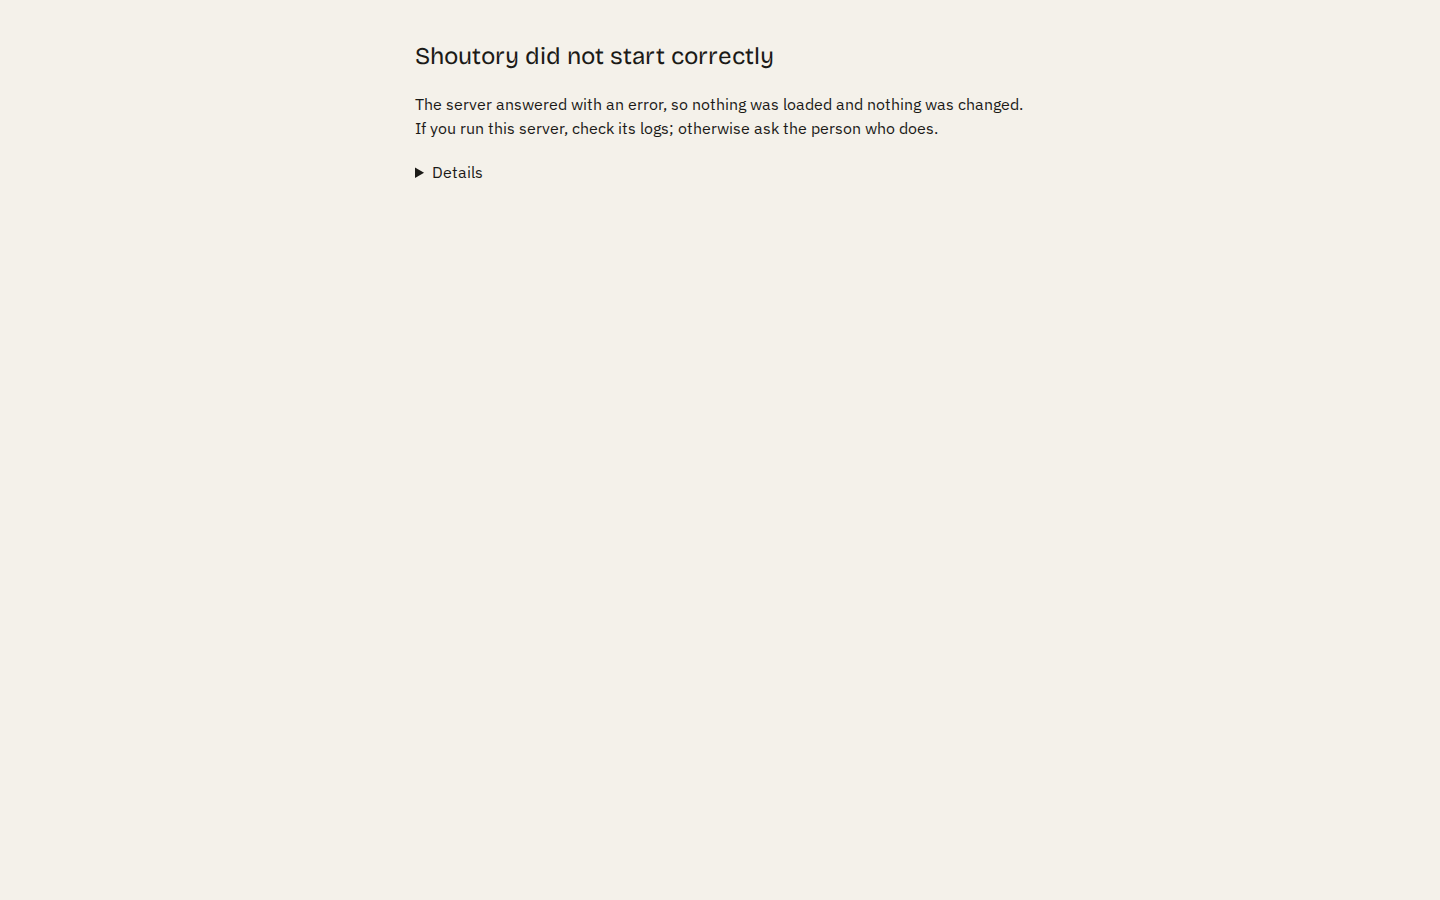 Shoutory did not start correctly
The server answered with an error, so nothing was loaded and nothing was changed.
If you run this server, check its logs; otherwise ask the person who does.
Details